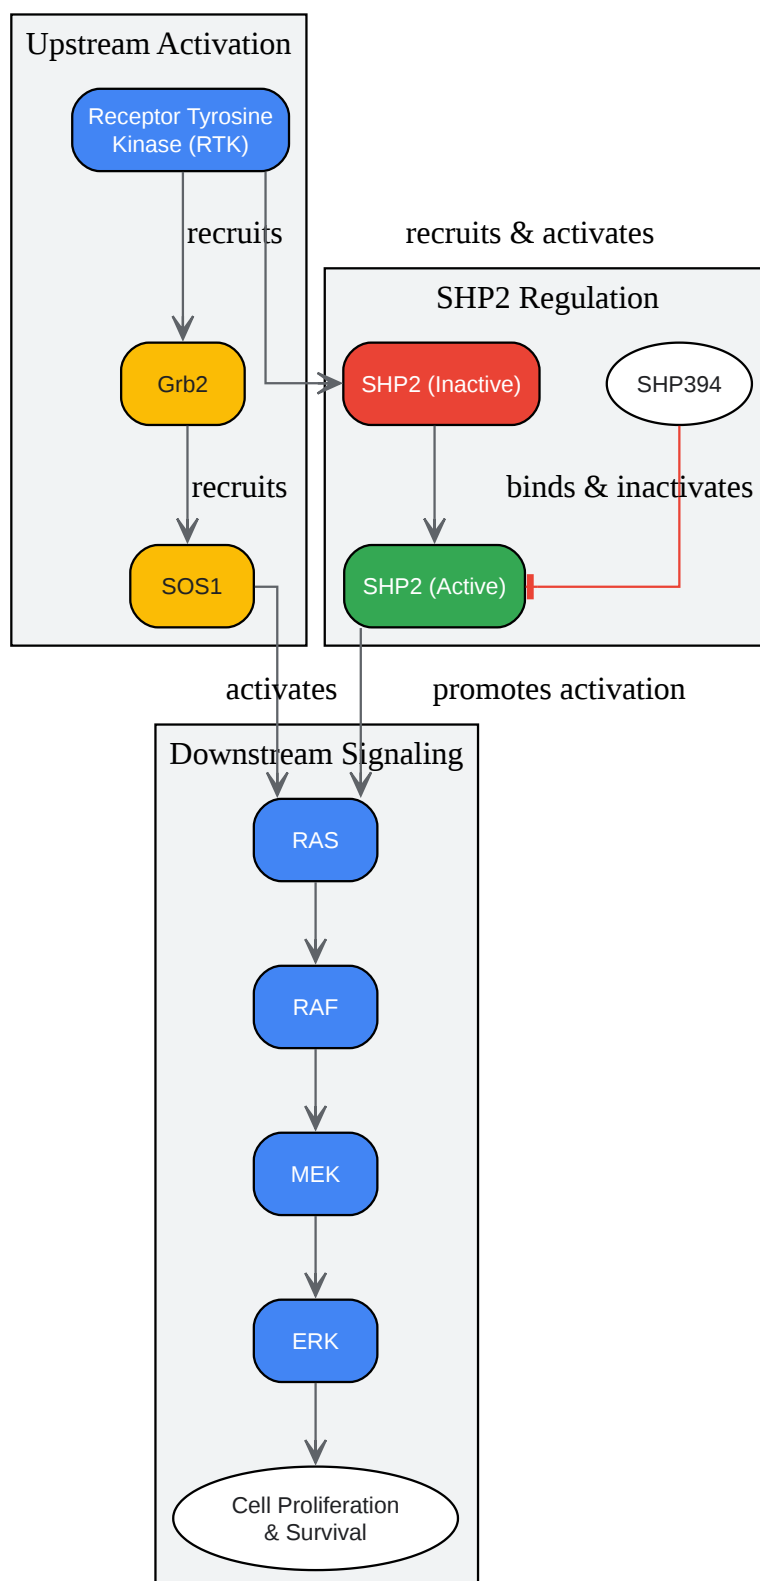 Upstream Activation
Receptor Tyrosine
Kinase (RTK)
recruits
recruits & activates
SHP2 Regulation
Grb2
SHP2 (Inactive)
SHP394
recruits
binds & inactivates
SOS1
SHP2 (Active)
activates
promotes activation
Downstream Signaling
RAS
RAF
MEK
ERK
Cell Proliferation
& Survival